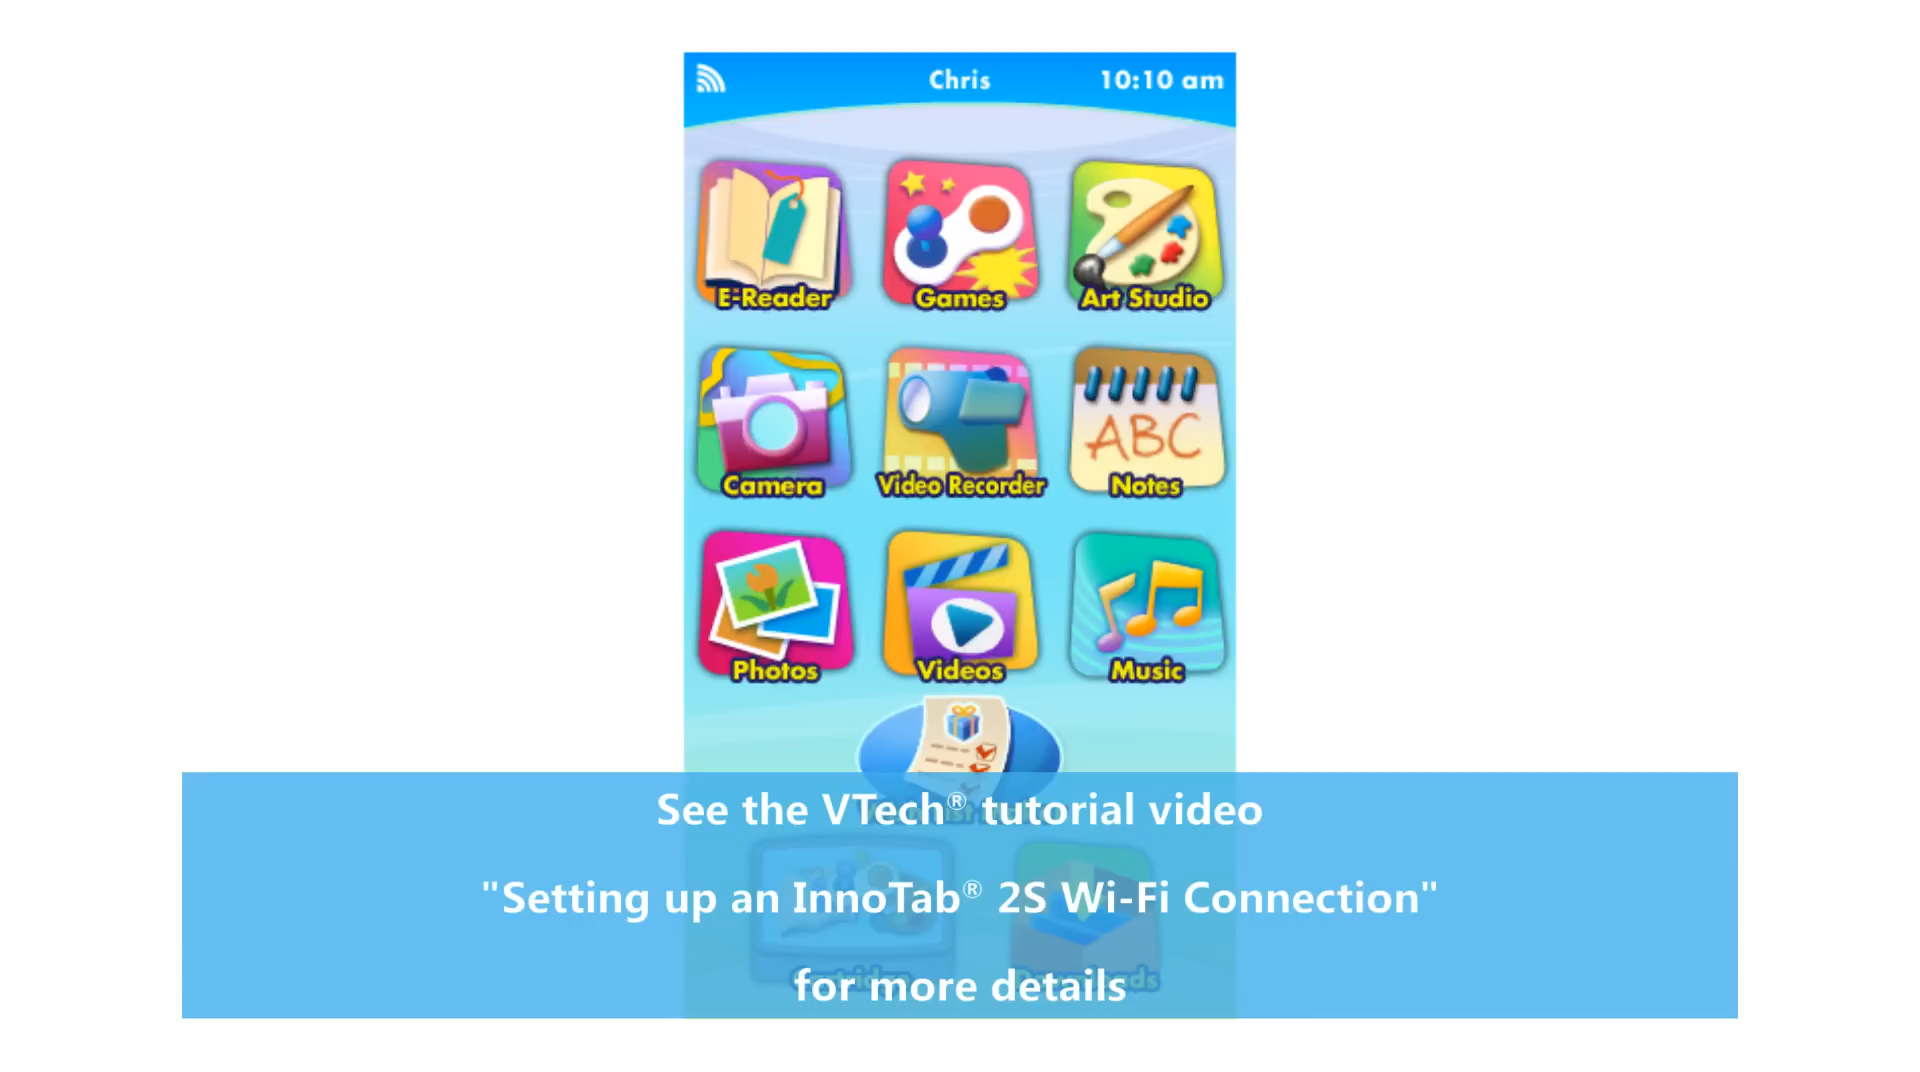 Chris
10:10 am
E-Reader
Games
Art Studio
Camera
Video Recorder
ABC
Notes
Photos
Videos
Music
See the VTech® tutorial video
"Setting up an InnoTab® 2S Wi-Fi Connection"
for more details